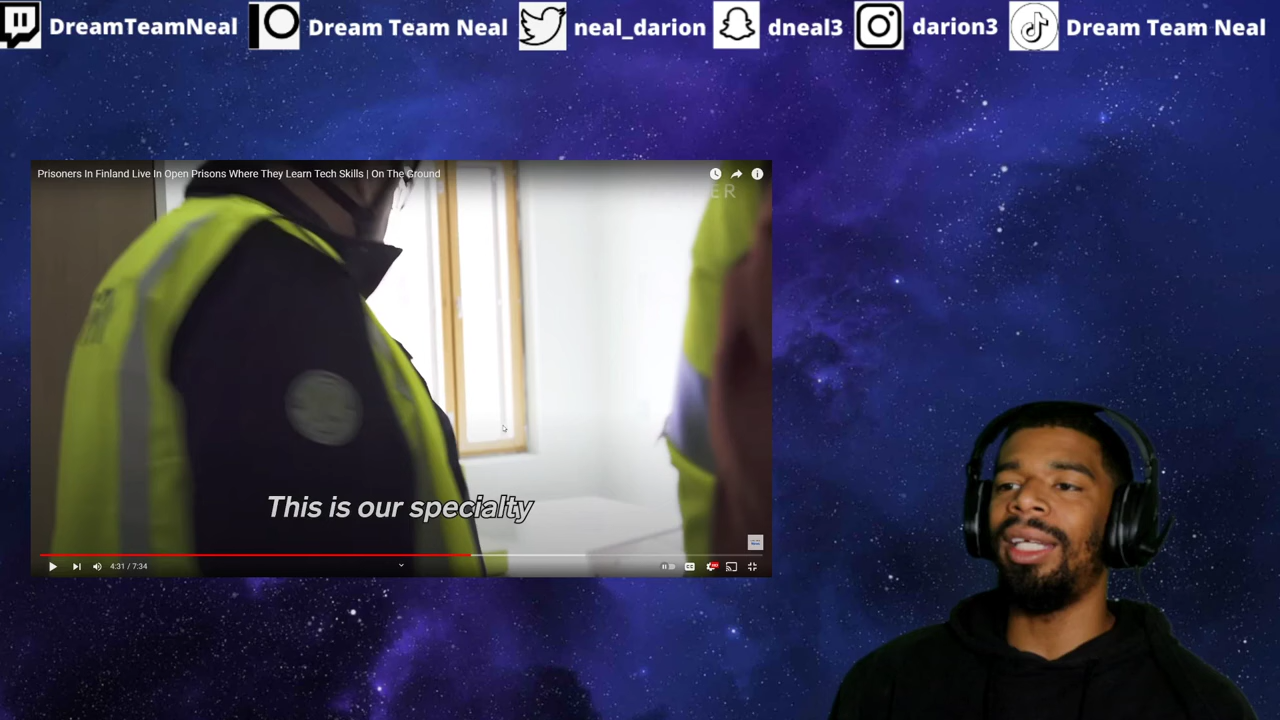 DreamTeamNeal
Dream Team Neal
neal_darion
dneal3
darion3
Dream Team Neal
Prisoners In Finland Live In Open Prisons Where They Learn Tech Skills | On The Ground
ER
This is our specialty
4:31 / 7:34